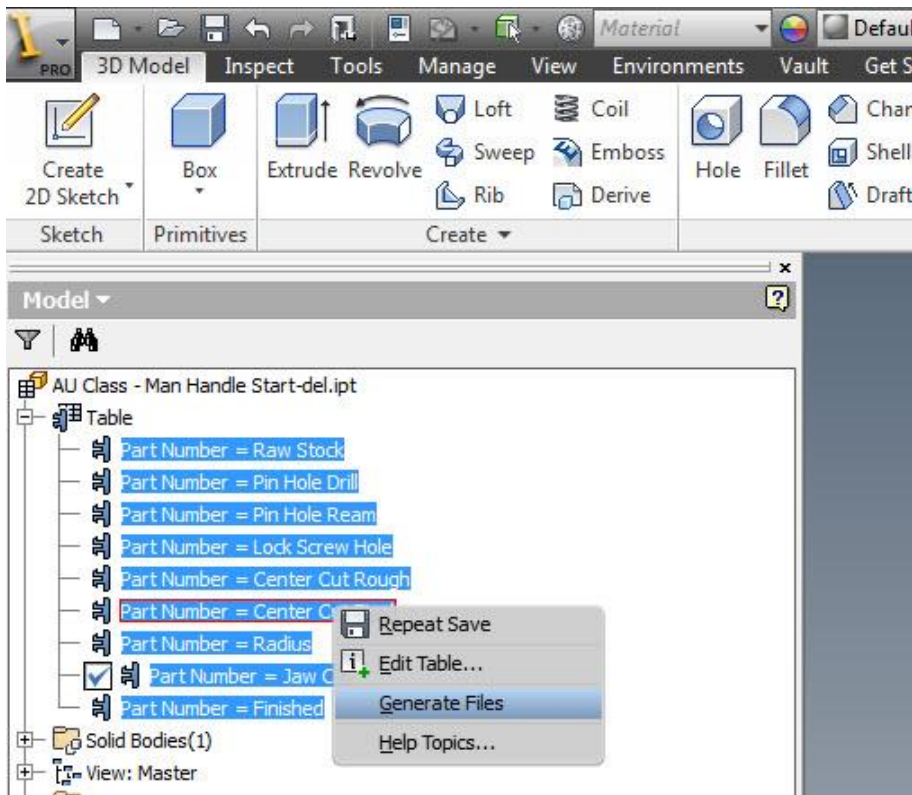 Material
Defaul
PRO 3D Model Inspect Tools Manage View Environments Vault Get S
Create
2D Sketch
Box
Extrude Revolve
Loft
Sweep
Rib
Coil
Emboss
Derive
Hole Fillet
Char
Shell
Draft
Sketch Primitives Create
Model
AU Class - Man Handle Start-del.ipt
Table
Part Number = Raw Stock
Part Number = Pin Hole Drill
Part Number = Pin Hole Ream
Part Number = Lock Screw Hole
Part Number = Center Cut Rough
Part Number = Center
Part Number = Radius
Part Number = Jaw C
Part Number = Finished
Repeat Save
Edit Table...
Generate Files
Help Topics...
Solid Bodies(1)
View: Master